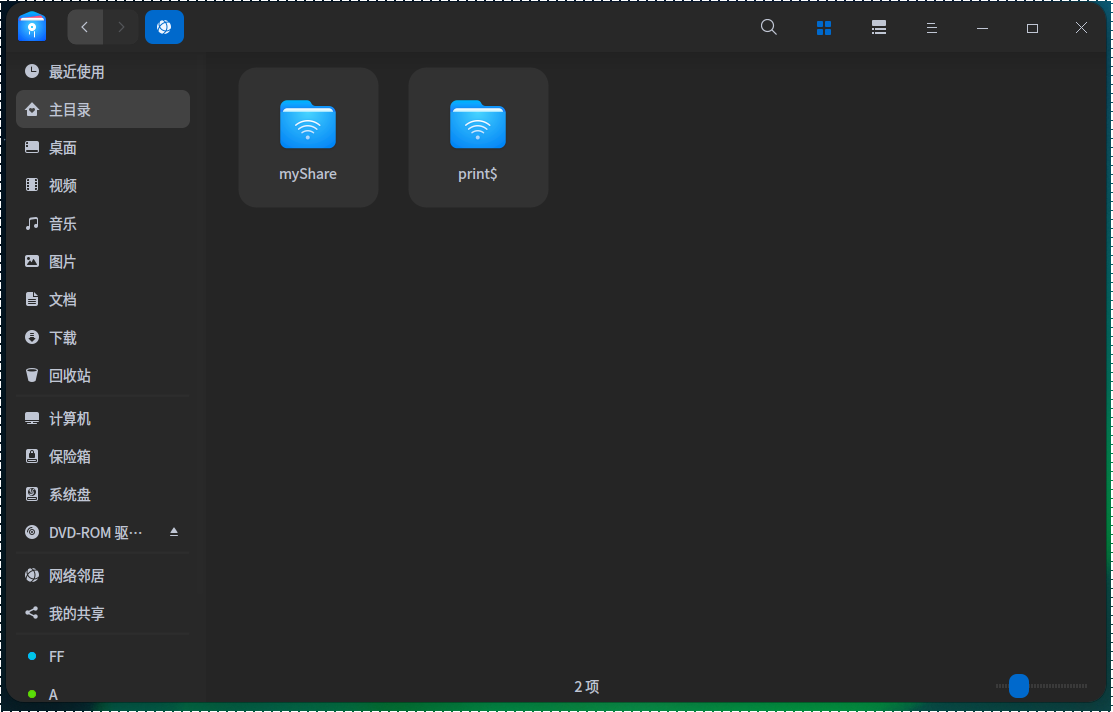 最近使用
主目录
桌面
视频
音乐
图片
文档
下载
回收站
计算机
保险箱
系统盘
DVD-ROM 驱···
网络邻居
我的共享
FF
A
myShare
print$
2 项